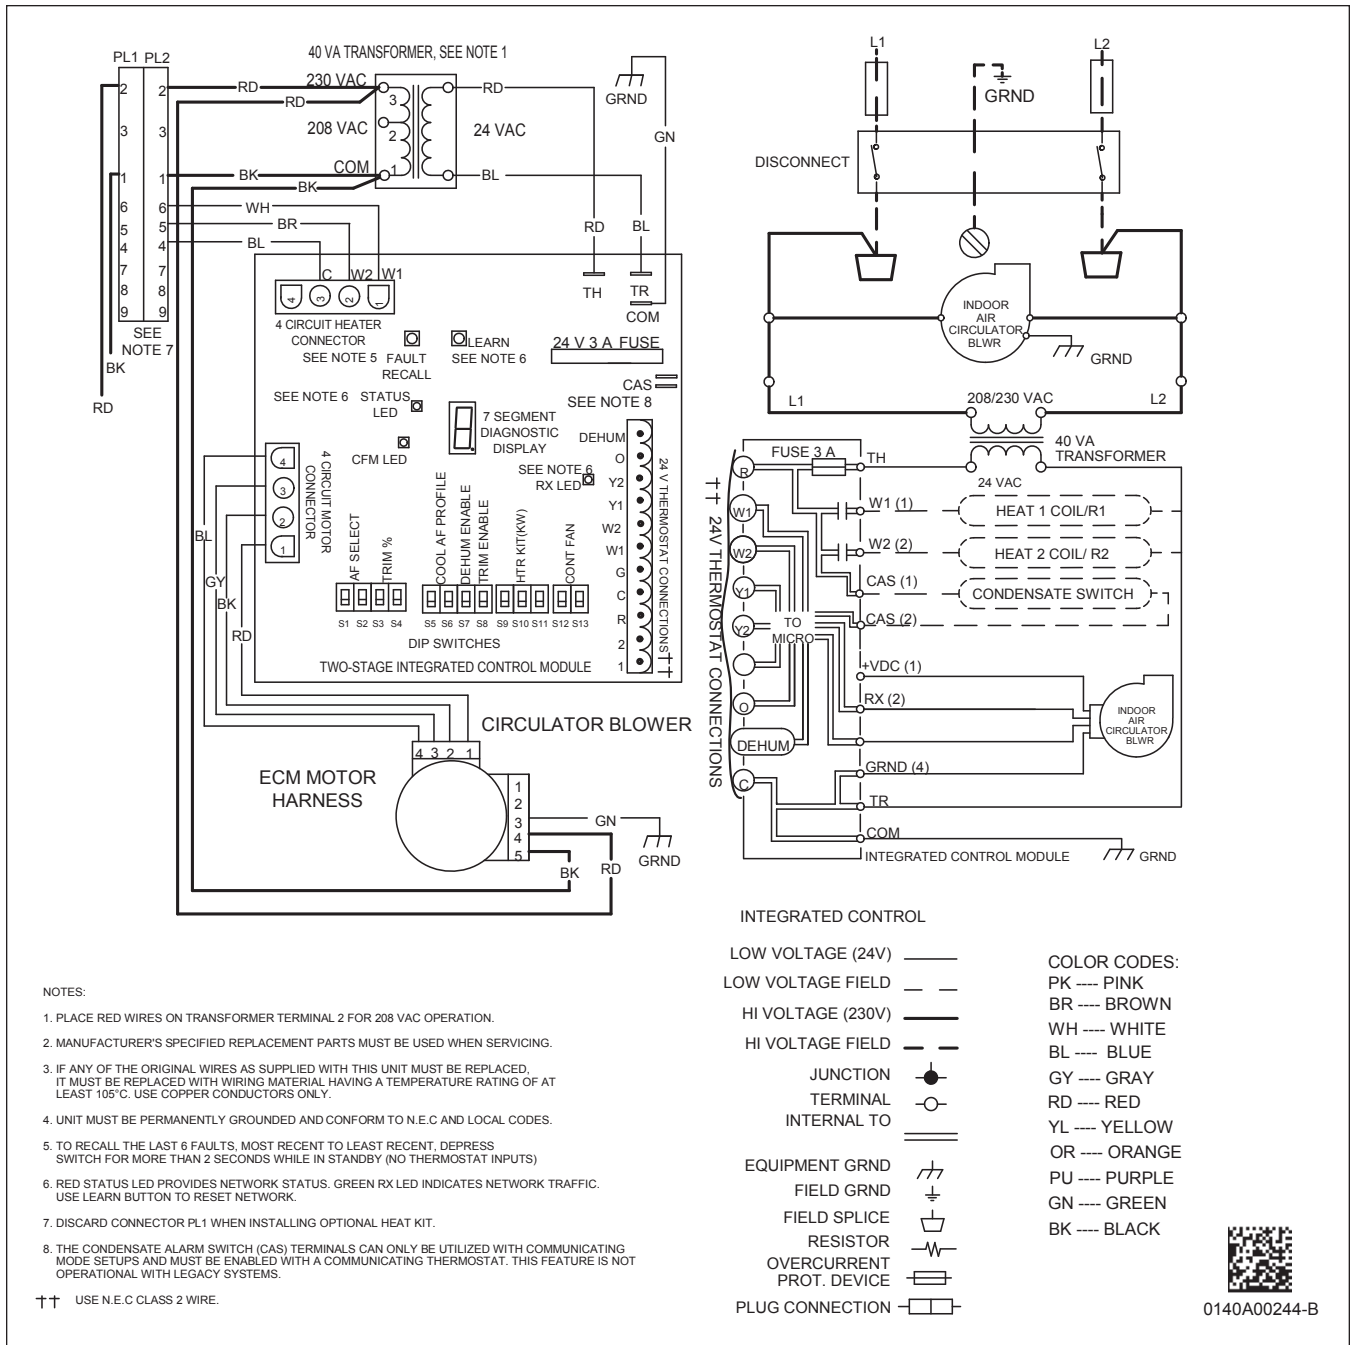 PL1 PL2
2 2
3 3
1 1
6 6
5 5
4 4
7 7
8 8
9 9
SEE
NOTE 7
BK
RD
40 VA TRANSFORMER, SEE NOTE 1
230 VAC
208 VAC
COM
3
2
1
24 VAC
RD
RD
BK
BK
WH
BR
BL
RD
BL
GRND
GN
RD
BL
TH
TR
COM
C W2 W1
4 3 2 1
4 CIRCUIT HEATER
CONNECTOR
SEE NOTE 5
FAULT
RECALL
LEARN
SEE NOTE 6
24 V 3 A FUSE
CAS
SEE NOTE 8
SEE NOTE 6
STATUS
LED
CFM LED
7 SEGMENT
DIAGNOSTIC
DISPLAY
SEE NOTE 6
RX LED
DEHUM
O
Y2
Y1
W2
W1
G
C
R
2
1
24 V THERMOSTAT CONNECTIONS ††
4
3
2
1
4 CIRCUIT MOTOR
CONNECTOR
BL
GY
BK
RD
AF SELECT
TRIM %
COOL AF PROFILE
DEHUM ENABLE
TRIM ENABLE
HTR KIT(KW)
CONT FAN
S1 S2 S3 S4 S5 S6 S7 S8 S9 S10 S11 S12 S13
DIP SWITCHES
TWO-STAGE INTEGRATED CONTROL MODULE
CIRCULATOR BLOWER
4 3 2 1
ECM MOTOR
HARNESS
1
2
3
4
5
GN
BK
RD
GRND
L1
L2
GRND
DISCONNECT
INDOOR
AIR
CIRCULATOR
BLWR
GRND
L1
208/230 VAC
L2
40 VA
TRANSFORMER
24 VAC
†† 24V THERMOSTAT CONNECTIONS
R
W1
W2
Y1
Y2
O
DEHUM
C
FUSE 3 A
TH
W1 (1)
HEAT 1 COIL/R1
W2 (2)
HEAT 2 COIL/ R2
CAS (1)
CONDENSATE SWITCH
CAS (2)
TO
MICRO
+VDC (1)
RX (2)
INDOOR
AIR
CIRCULATOR
BLWR
GRND (4)
TR
COM
INTEGRATED CONTROL MODULE
GRND
INTEGRATED CONTROL
LOW VOLTAGE (24V)
LOW VOLTAGE FIELD
HI VOLTAGE (230V)
HI VOLTAGE FIELD
JUNCTION
TERMINAL
INTERNAL TO
EQUIPMENT GRND
FIELD GRND
FIELD SPLICE
RESISTOR
OVERCURRENT
PROT. DEVICE
PLUG CONNECTION
COLOR CODES:
PK ---- PINK
BR ---- BROWN
WH ---- WHITE
BL ---- BLUE
GY ---- GRAY
RD ---- RED
YL ---- YELLOW
OR ---- ORANGE
PU ---- PURPLE
GN ---- GREEN
BK ---- BLACK
0140A00244-B
NOTES:
1. PLACE RED WIRES ON TRANSFORMER TERMINAL 2 FOR 208 VAC OPERATION.
2. MANUFACTURER'S SPECIFIED REPLACEMENT PARTS MUST BE USED WHEN SERVICING.
3. IF ANY OF THE ORIGINAL WIRES AS SUPPLIED WITH THIS UNIT MUST BE REPLACED,
IT MUST BE REPLACED WITH WIRING MATERIAL HAVING A TEMPERATURE RATING OF AT
LEAST 105°C. USE COPPER CONDUCTORS ONLY.
4. UNIT MUST BE PERMANENTLY GROUNDED AND CONFORM TO N.E.C AND LOCAL CODES.
5. TO RECALL THE LAST 6 FAULTS, MOST RECENT TO LEAST RECENT, DEPRESS
SWITCH FOR MORE THAN 2 SECONDS WHILE IN STANDBY (NO THERMOSTAT INPUTS)
6. RED STATUS LED PROVIDES NETWORK STATUS. GREEN RX LED INDICATES NETWORK TRAFFIC.
USE LEARN BUTTON TO RESET NETWORK.
7. DISCARD CONNECTOR PL1 WHEN INSTALLING OPTIONAL HEAT KIT.
8. THE CONDENSATE ALARM SWITCH (CAS) TERMINALS CAN ONLY BE UTILIZED WITH COMMUNICATING
MODE SETUPS AND MUST BE ENABLED WITH A COMMUNICATING THERMOSTAT. THIS FEATURE IS NOT
OPERATIONAL WITH LEGACY SYSTEMS.
†† USE N.E.C CLASS 2 WIRE.